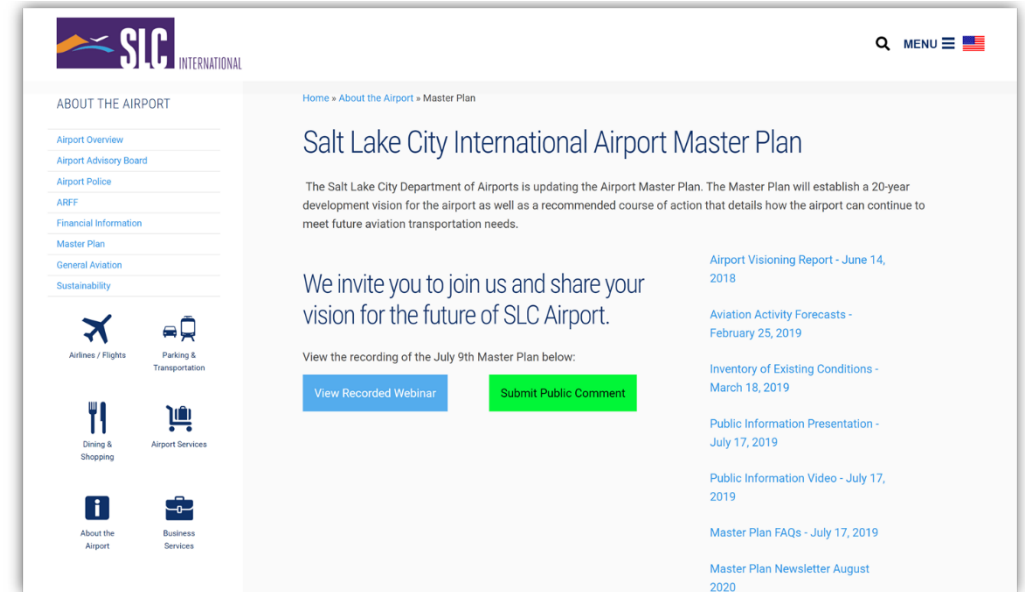 SLC INTERNATIONAL
MENU
ABOUT THE AIRPORT
Airport Overview
Airport Advisory Board
Airport Police
ARFF
Financial Information
Master Plan
General Aviation
Sustainability
Airlines / Flights
Parking &
Transportation
Dining &
Shopping
Airport Services
About the
Airport
Business
Services
Home » About the Airport » Master Plan
Salt Lake City International Airport Master Plan
The Salt Lake City Department of Airports is updating the Airport Master Plan. The Master Plan will establish a 20-year
development vision for the airport as well as a recommended course of action that details how the airport can continue to
meet future aviation transportation needs.
We invite you to join us and share your
vision for the future of SLC Airport.
View the recording of the July 9th Master Plan below:
View Recorded Webinar
Submit Public Comment
Airport Visioning Report - June 14,
2018
Aviation Activity Forecasts -
February 25, 2019
Inventory of Existing Conditions -
March 18, 2019
Public Information Presentation -
July 17, 2019
Public Information Video - July 17,
2019
Master Plan FAQs - July 17, 2019
Master Plan Newsletter August
2020